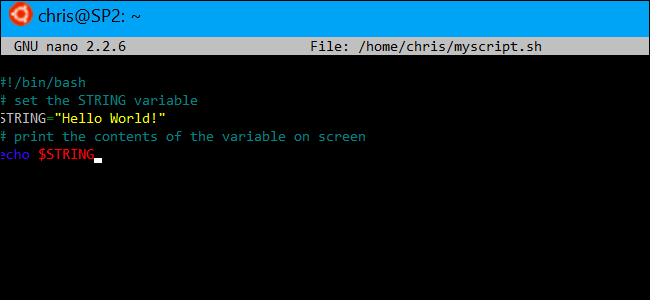 chris@SP2: ~
GNU nano 2.2.6 File: /home/chris/myscript.sh
#!/bin/bash
# set the STRING variable
STRING="Hello World!"
# print the contents of the variable on screen
echo $STRING